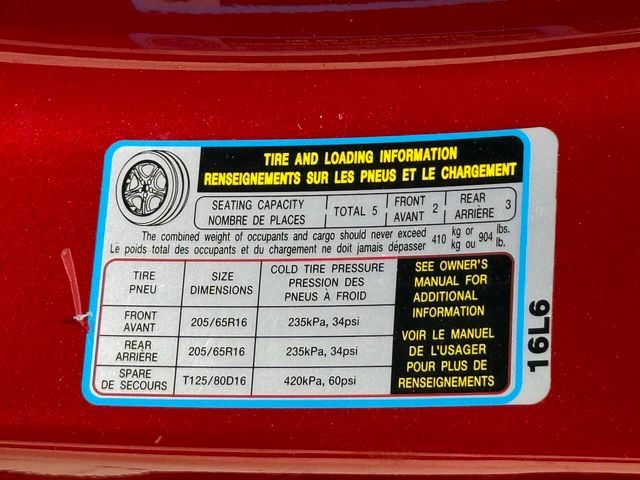 TIRE AND LOADING INFORMATION
RENSEIGNEMENTS SUR LES PNEUS ET LE CHARGEMENT
SEATING CAPACITY
NOMBRE DE PLACES
TOTAL 5
FRONT
AVANT 2
REAR
ARRIÈRE 3
The combined weight of occupants and cargo should never exceed 410 kg or 904 lbs.
Le poids total des occupants et du chargement ne doit jamais dépasser kg ou lb.
TIRE
PNEU
SIZE
DIMENSIONS
COLD TIRE PRESSURE
PRESSION DES
PNEUS À FROID
FRONT
AVANT
205/65R16
235kPa, 34psi
REAR
ARRIÈRE
205/65R16
235kPa, 34psi
SPARE
DE SECOURS
T125/80D16
420kPa, 60psi
SEE OWNER'S
MANUAL FOR
ADDITIONAL
INFORMATION
VOIR LE MANUEL
DE L'USAGER
POUR PLUS DE
RENSEIGNEMENTS
16L6